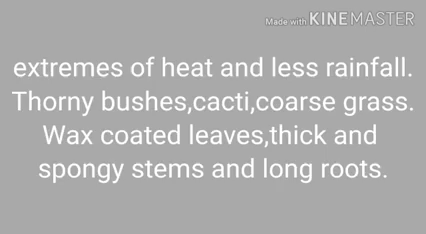 Made with KINEMASTER
extremes of heat and less rainfall.
Thorny bushes,cacti,coarse grass.
Wax coated leaves,thick and
spongy stems and long roots.